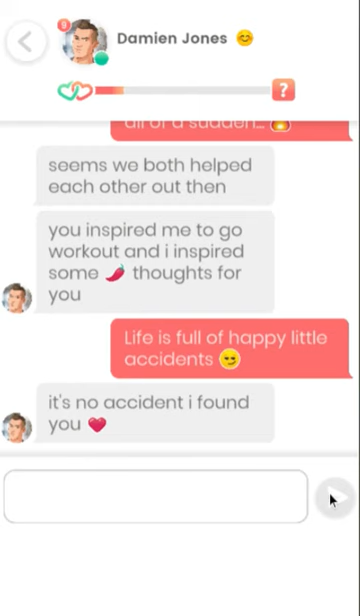 9
Damien Jones 😊
?
all of a sudden... 🔥
seems we both helped
each other out then
you inspired me to go
workout and i inspired
some 🌶️ thoughts for
you
Life is full of happy little
accidents 😏
it's no accident i found
you ❤️